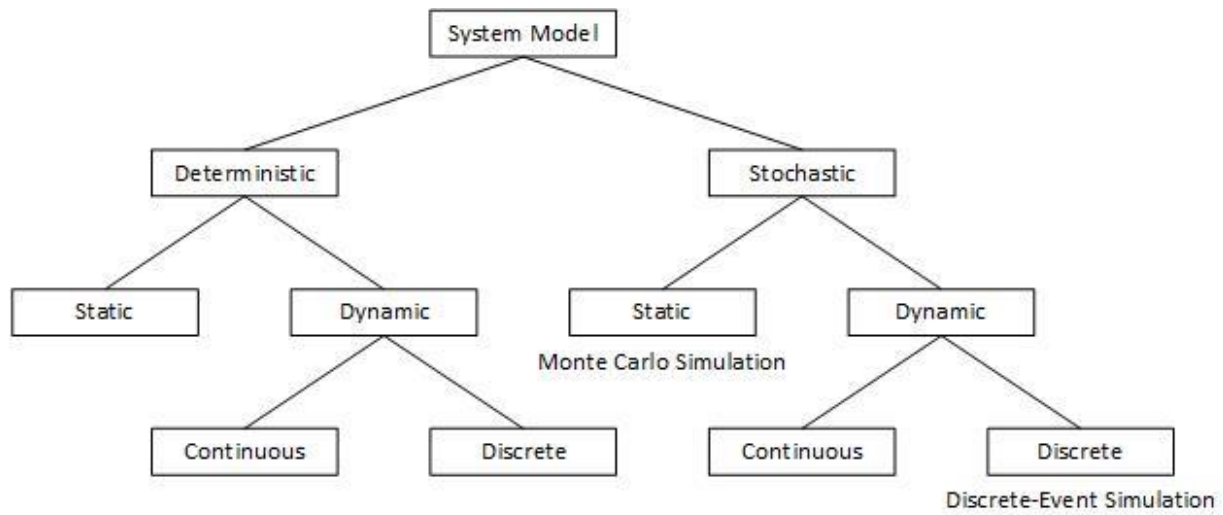 System Model
Deterministic
Stochastic
Static
Dynamic
Static
Dynamic
Monte Carlo Simulation
Continuous
Discrete
Continuous
Discrete
Discrete-Event Simulation